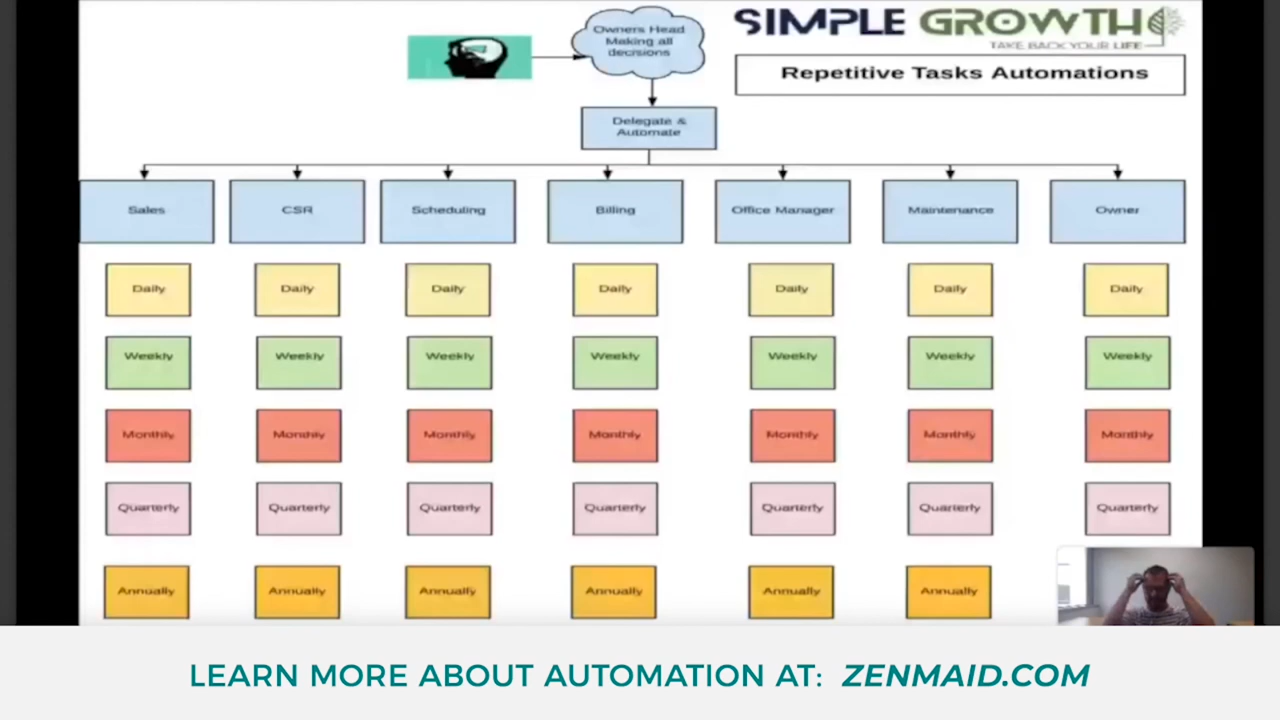 Owners Head
Making all
decisions
SIMPLE GROWTH
TAKE BACK YOUR LIFE
Repetitive Tasks Automations
Delegate &
Automate
Sales CSR Scheduling Billing Office Manager Maintenance Owner
Daily Daily Daily Daily Daily Daily Daily
Weekly Weekly Weekly Weekly Weekly Weekly Weekly
Monthly Monthly Monthly Monthly Monthly Monthly Monthly
Quarterly Quarterly Quarterly Quarterly Quarterly Quarterly Quarterly
Annually Annually Annually Annually Annually Annually
LEARN MORE ABOUT AUTOMATION AT: ZENMAID.COM